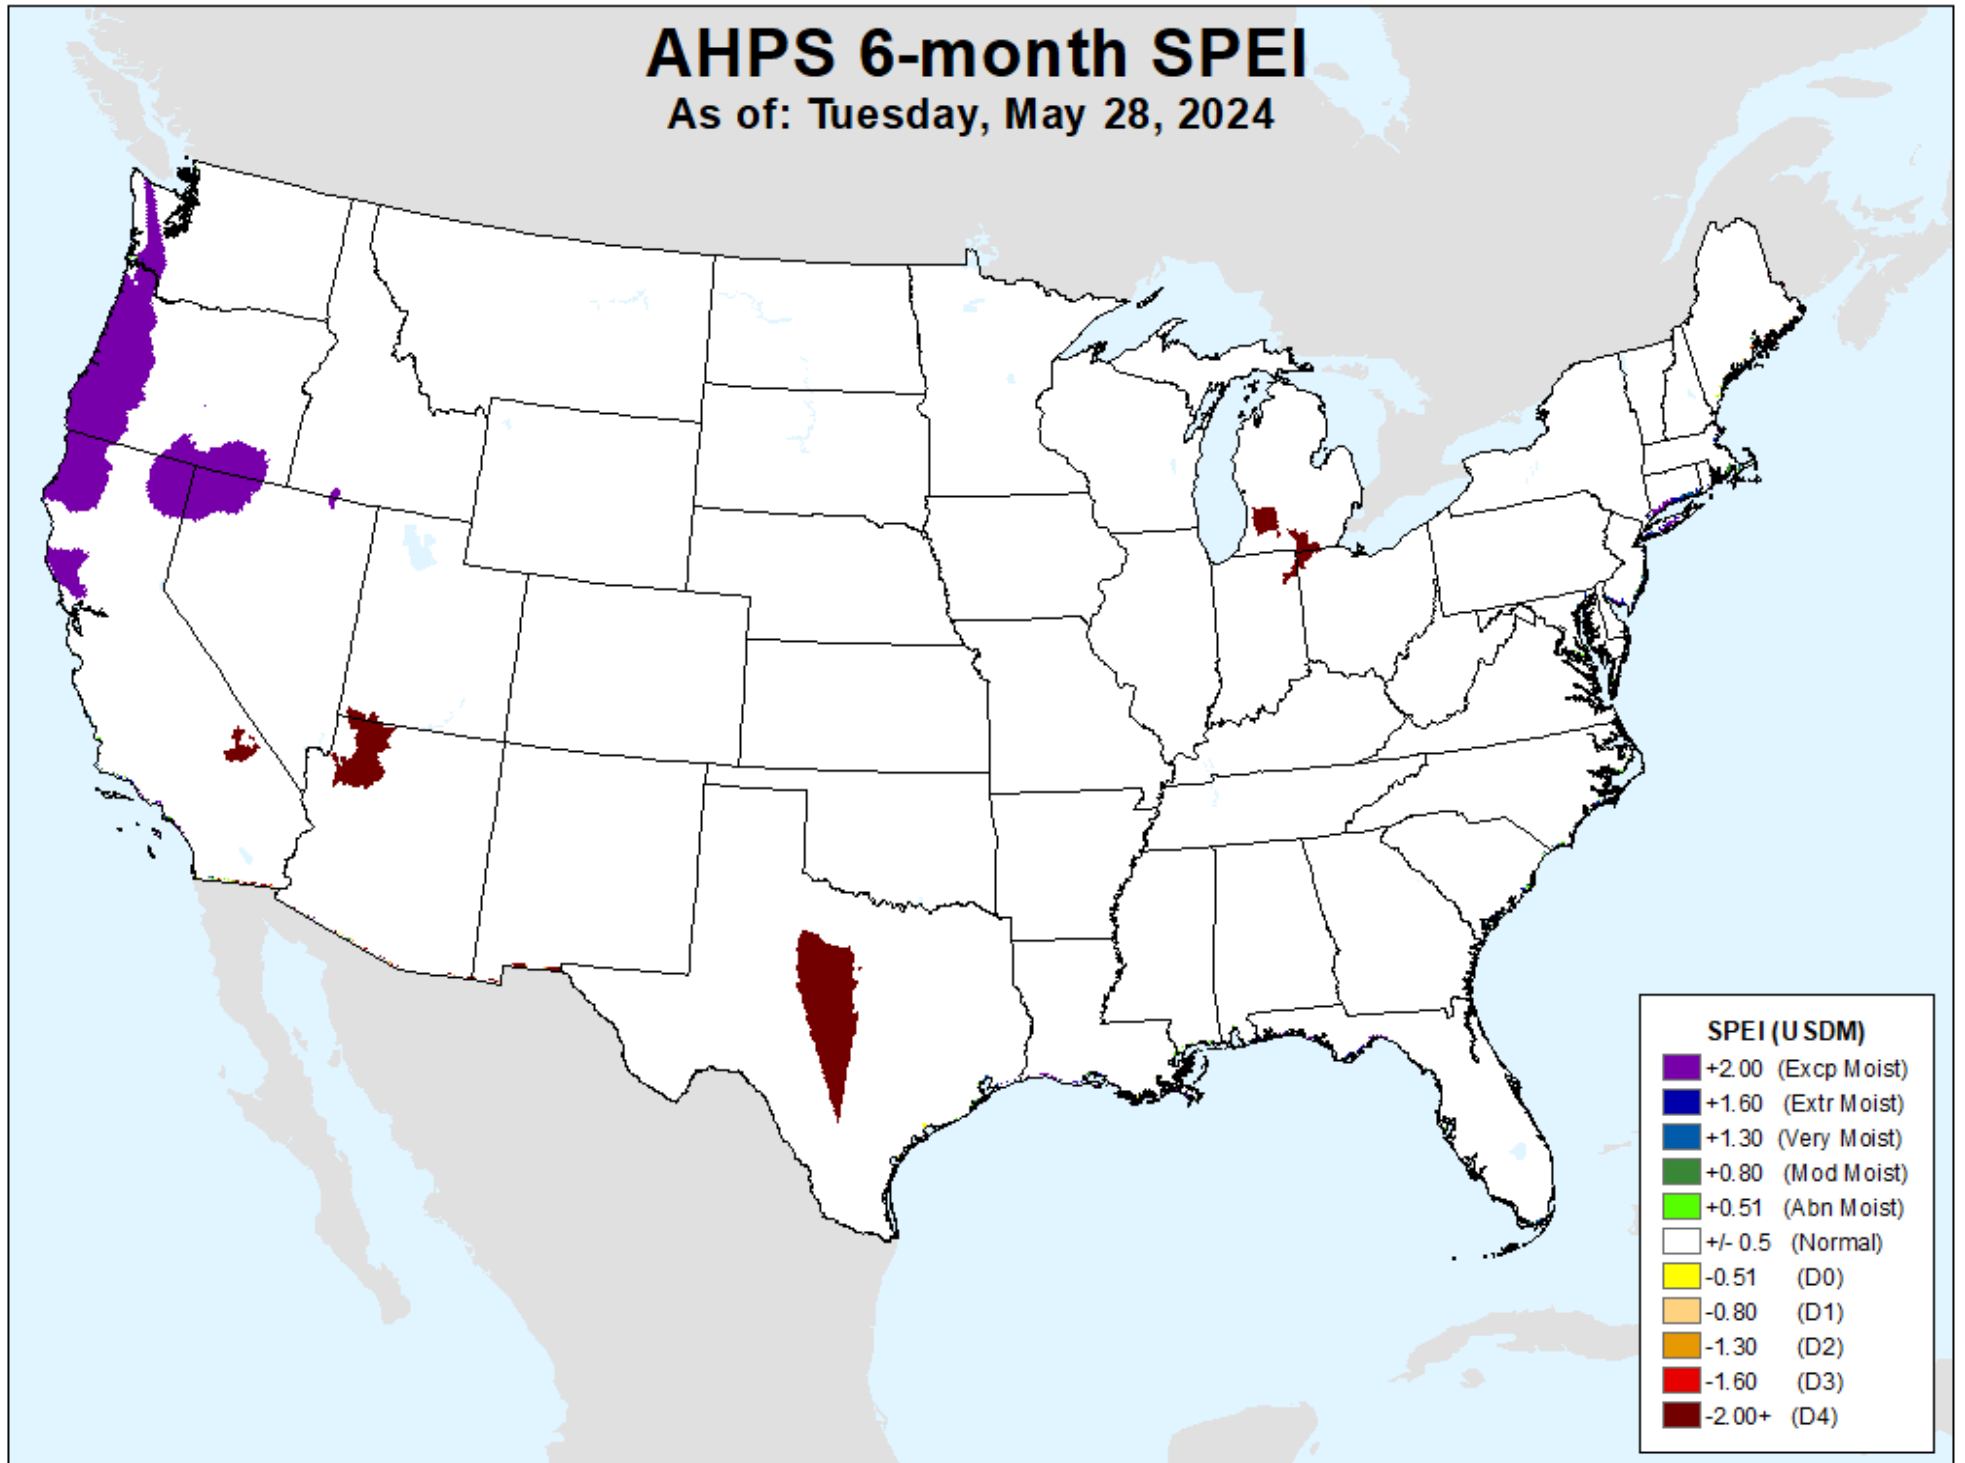 AHPS 6-month SPEI
As of: Tuesday, May 28, 2024
SPEI (USDM)
+2.00 (Excp Moist)
+1.60 (Extr Moist)
+1.30 (Very Moist)
+0.80 (Mod Moist)
+0.51 (Abn Moist)
+/- 0.5 (Normal)
-0.51 (D0)
-0.80 (D1)
-1.30 (D2)
-1.60 (D3)
-2.00+ (D4)